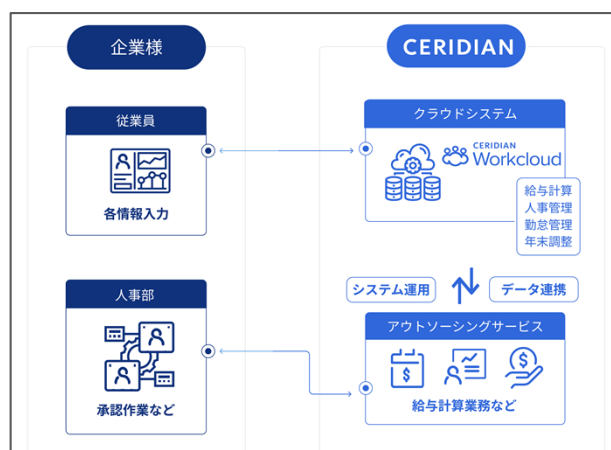 企業様
従業員
各情報入力
人事部
承認作業など
CERIDIAN
クラウドシステム
CERIDIAN
Workcloud
給与計算
人事管理
勤怠管理
年末調整
システム運用
データ連携
アウトソーシングサービス
$
$
給与計算業務など